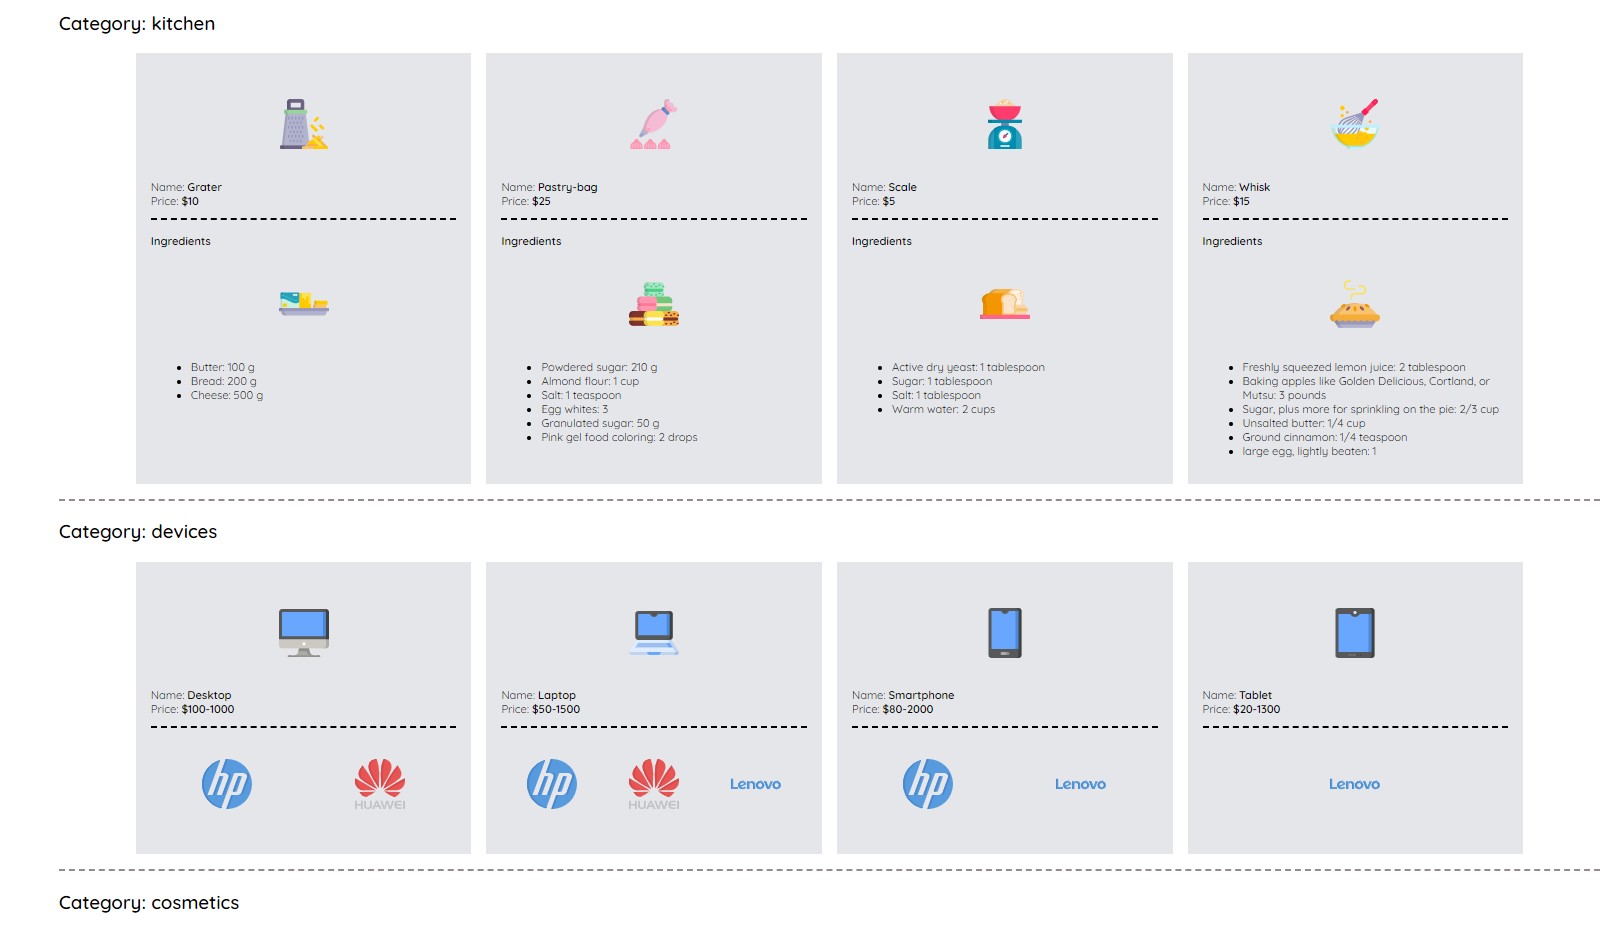 Category: kitchen
Name: Grater
Price: $10
Ingredients
Butter: 100 g
Bread: 200 g
Cheese: 500 g
Name: Pastry-bag
Price: $25
Ingredients
Powdered sugar: 210 g
Almond flour: 1 cup
Salt: 1 teaspoon
Egg whites: 3
Granulated sugar: 50 g
Pink gel food coloring: 2 drops
Name: Scale
Price: $5
Ingredients
Active dry yeast: 1 tablespoon
Sugar: 1 tablespoon
Salt: 1 tablespoon
Warm water: 2 cups
Name: Whisk
Price: $15
Ingredients
Freshly squeezed lemon juice: 2 tablespoon
Baking apples like Golden Delicious, Cortland, or
Mutsu: 3 pounds
Sugar, plus more for sprinkling on the pie: 2/3 cup
Unsalted butter: 1/4 cup
Ground cinnamon: 1/4 teaspoon
large egg, lightly beaten: 1
Category: devices
Name: Desktop
Price: $100-1000
hp
HUAWEI
Name: Laptop
Price: $50-1500
hp
HUAWEI
Lenovo
Name: Smartphone
Price: $80-2000
hp
Lenovo
Name: Tablet
Price: $20-1300
Lenovo
Category: cosmetics